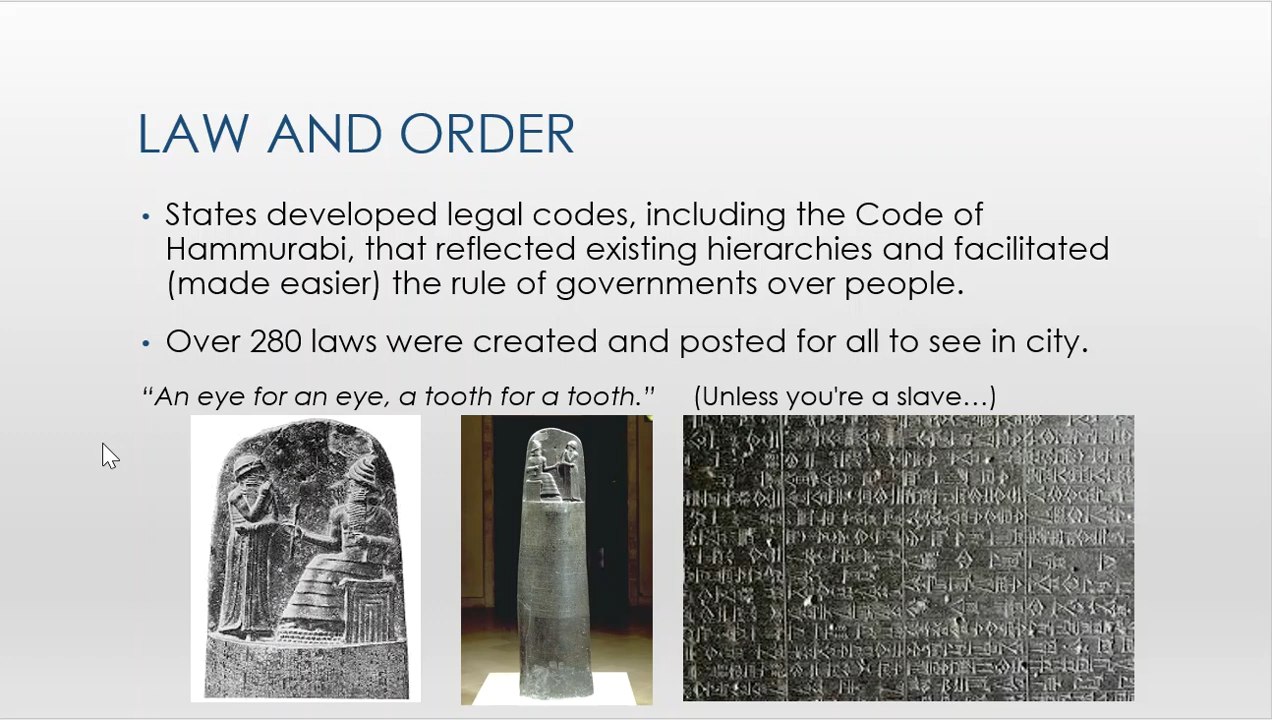 LAW AND ORDER
• States developed legal codes, including the Code of
Hammurabi, that reflected existing hierarchies and facilitated
(made easier) the rule of governments over people.
• Over 280 laws were created and posted for all to see in city.
“An eye for an eye, a tooth for a tooth.” (Unless you're a slave…)